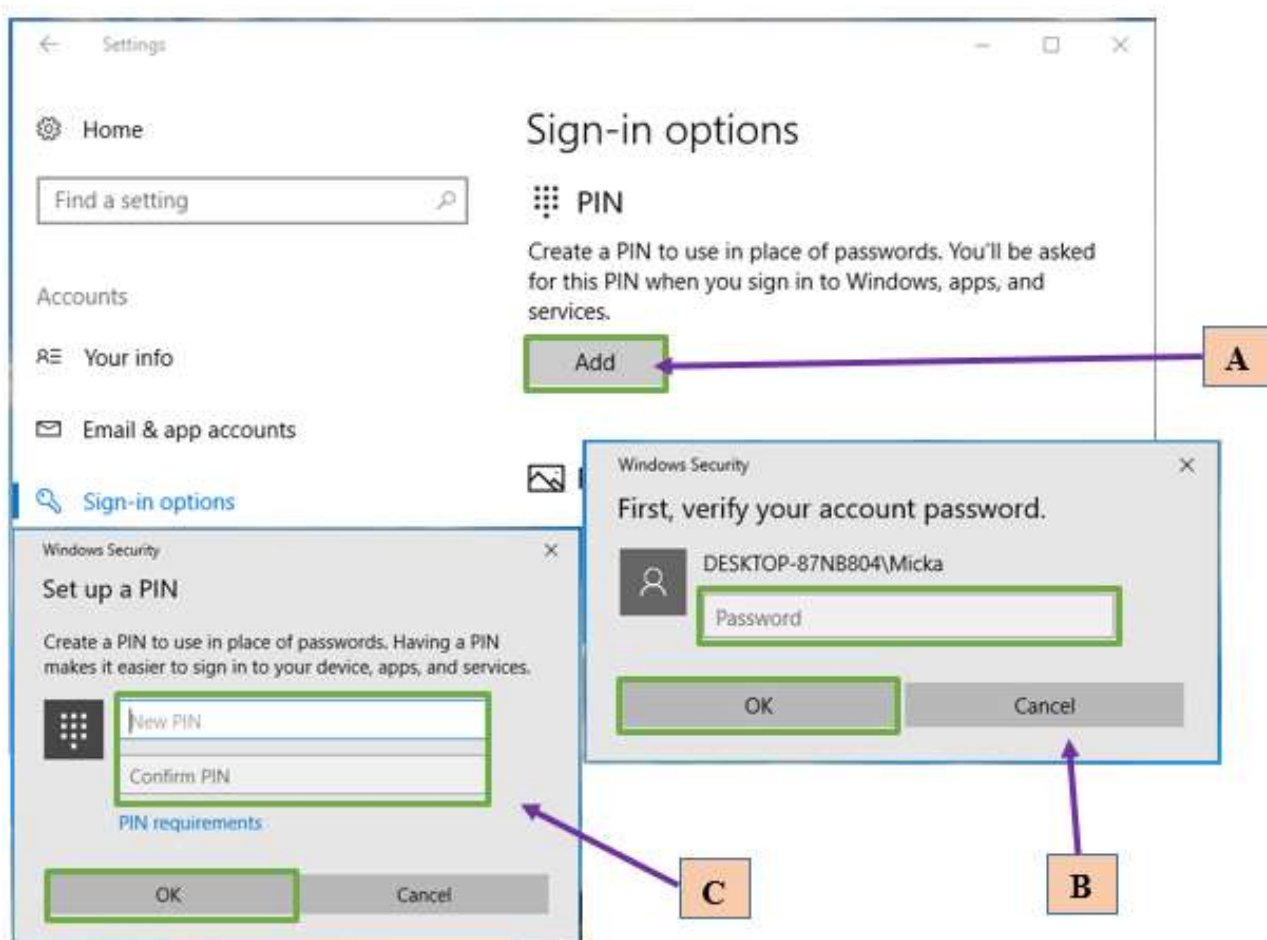 Settings
Home
Find a setting
Accounts
Your info
Email & app accounts
Sign-in options
Sign-in options
PIN
Create a PIN to use in place of passwords. You'll be asked
for this PIN when you sign in to Windows, apps, and
services.
Add
A
Windows Security
First, verify your account password.
DESKTOP-87NB804\Micka
Password
OK Cancel
B
Windows Security
Set up a PIN
Create a PIN to use in place of passwords. Having a PIN
makes it easier to sign in to your device, apps, and services.
New PIN
Confirm PIN
PIN requirements
OK Cancel
C